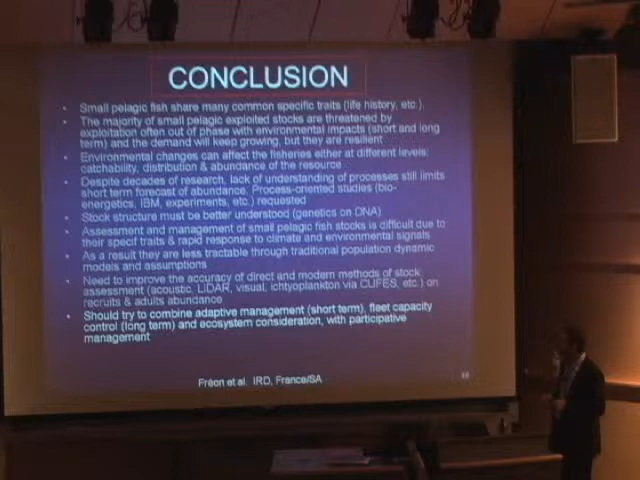 CONCLUSION
• Small pelagic fish share many common specific traits (life history, etc.).
• The majority of small pelagic exploited stocks are threatened by
exploitation often out of phase with environmental impacts (short and long
term) and the demand will keep growing, but they are resilient
• Environmental changes can affect the fisheries either at different levels:
catchability, distribution & abundance of the resource
• Despite decades of research, lack of understanding of processes still limits
short term forecast of abundance; Process-oriented studies (bio-
energetics, IBM, experiments, etc.) requested
• Stock structure must be better understood (genetics on DNA)
• Assessment and management of small pelagic fish stocks is difficult due to
their specif traits & rapid response to climate and environmental signals
• As a result they are less tractable through traditional population dynamic
models and assumptions
• Need to improve the accuracy of direct and modern methods of stock
assessment (acoustic, LIDAR, visual, ichtyoplankton via CUFES, etc.) on
recruits & adults abundance
• Should try to combine adaptive management (short term), fleet capacity
control (long term) and ecosystem consideration, with participative
management
Fréon et al. IRD, France/SA